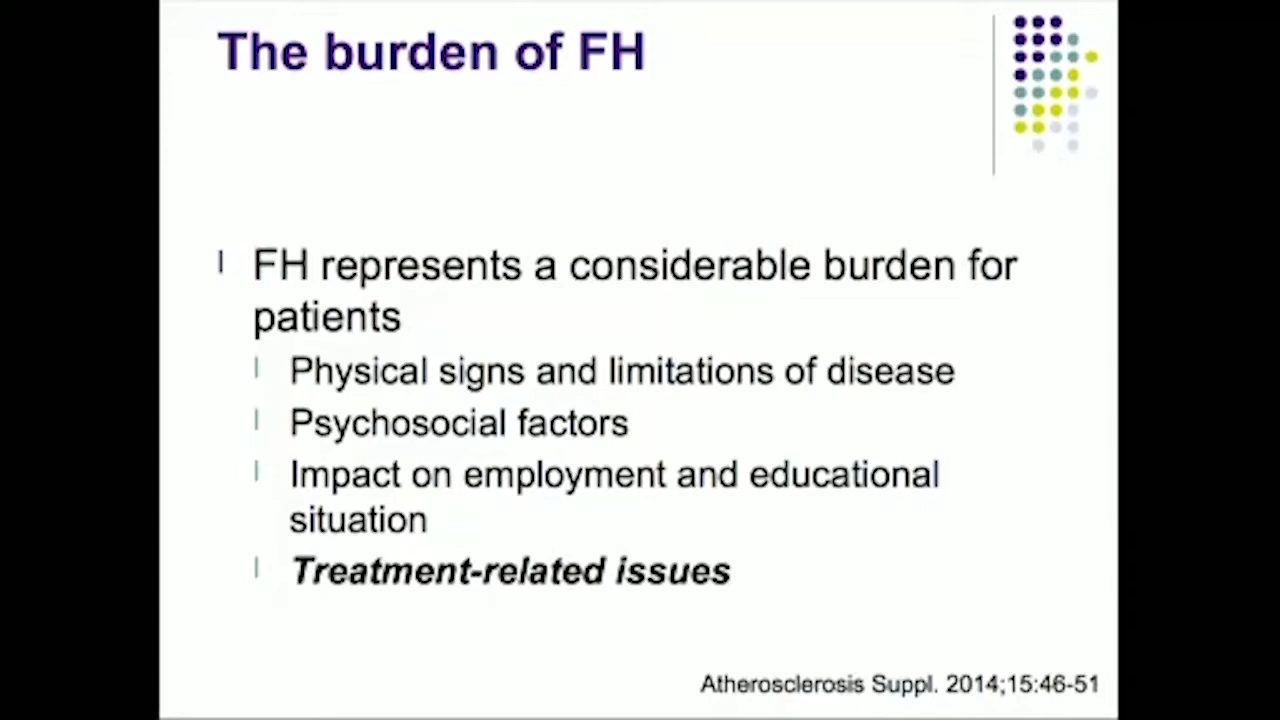 The burden of FH
FH represents a considerable burden for
patients
Physical signs and limitations of disease
Psychosocial factors
Impact on employment and educational
situation
Treatment-related issues
Atherosclerosis Suppl. 2014;15:46-51